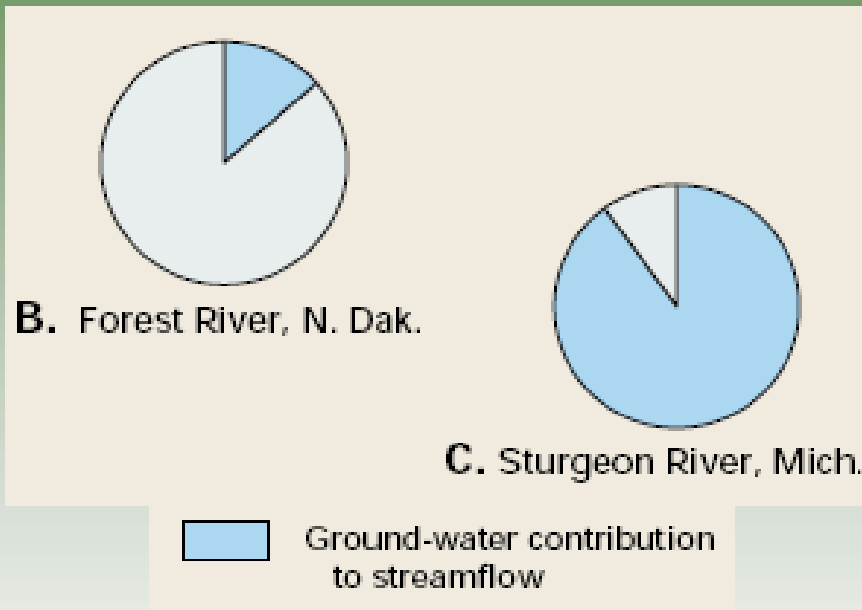 B. Forest River, N. Dak.
C. Sturgeon River, Mich.
Ground-water contribution
to streamflow